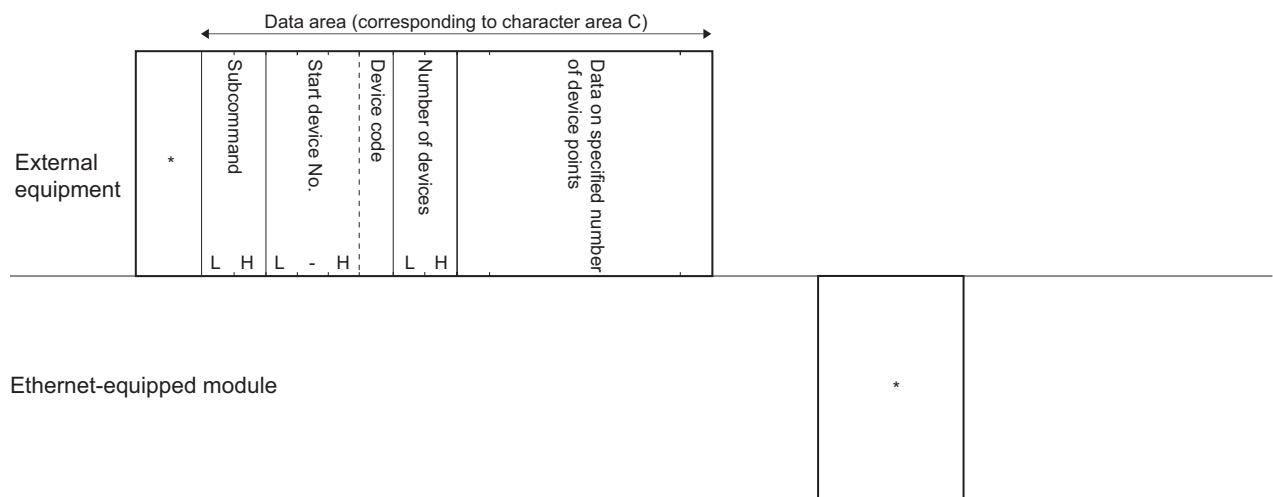 Data area (corresponding to character area C)
External
equipment
*
Subcommand
L H
Start device No.
L - H
Device code
Number of devices
L H
Data on specified number
of device points
Ethernet-equipped module
*